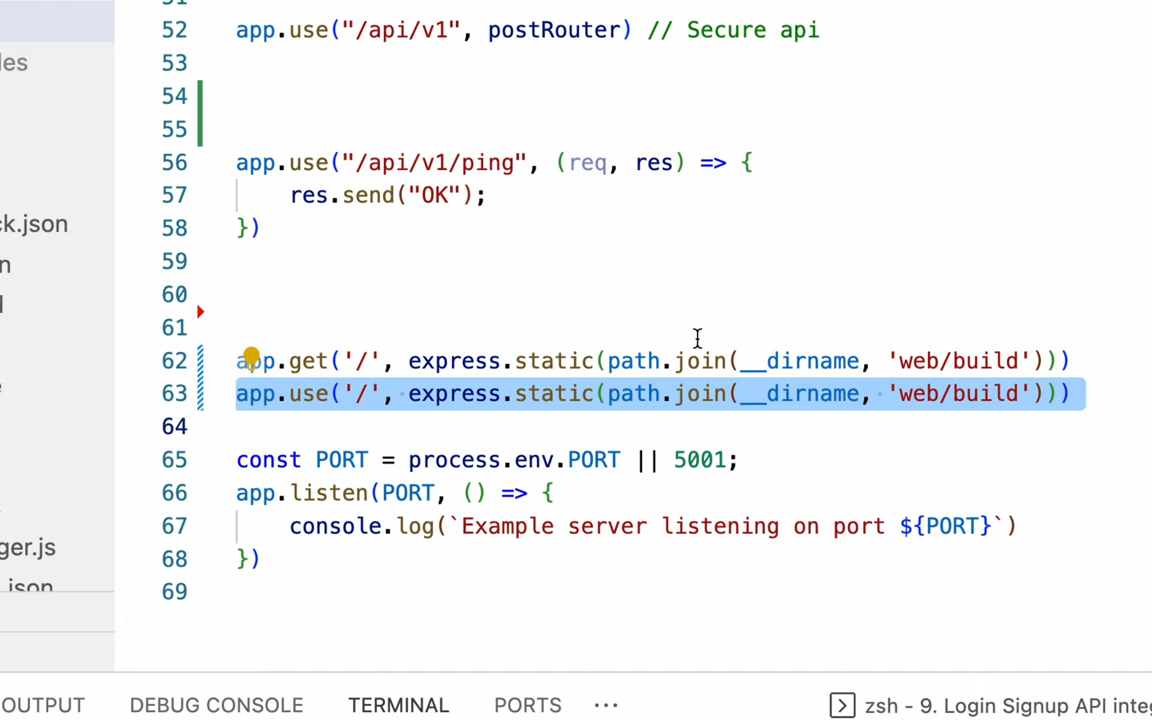 52 app.use("/api/v1", postRouter) // Secure api
les
53
54
55
56 app.use("/api/v1/ping", (req, res) => {
57 res.send("OK");
ck.json
58 })
59
n
60
61
62 app.get('/', express.static(path.join(__dirname, 'web/build')))
63 app.use('/', express.static(path.join(__dirname, 'web/build')))
64
65 const PORT = process.env.PORT || 5001;
66 app.listen(PORT, () => {
67 console.log(`Example server listening on port ${PORT}`)
ger.js
68 })
69
OUTPUT DEBUG CONSOLE TERMINAL PORTS ··· zsh - 9. Login Signup API integ